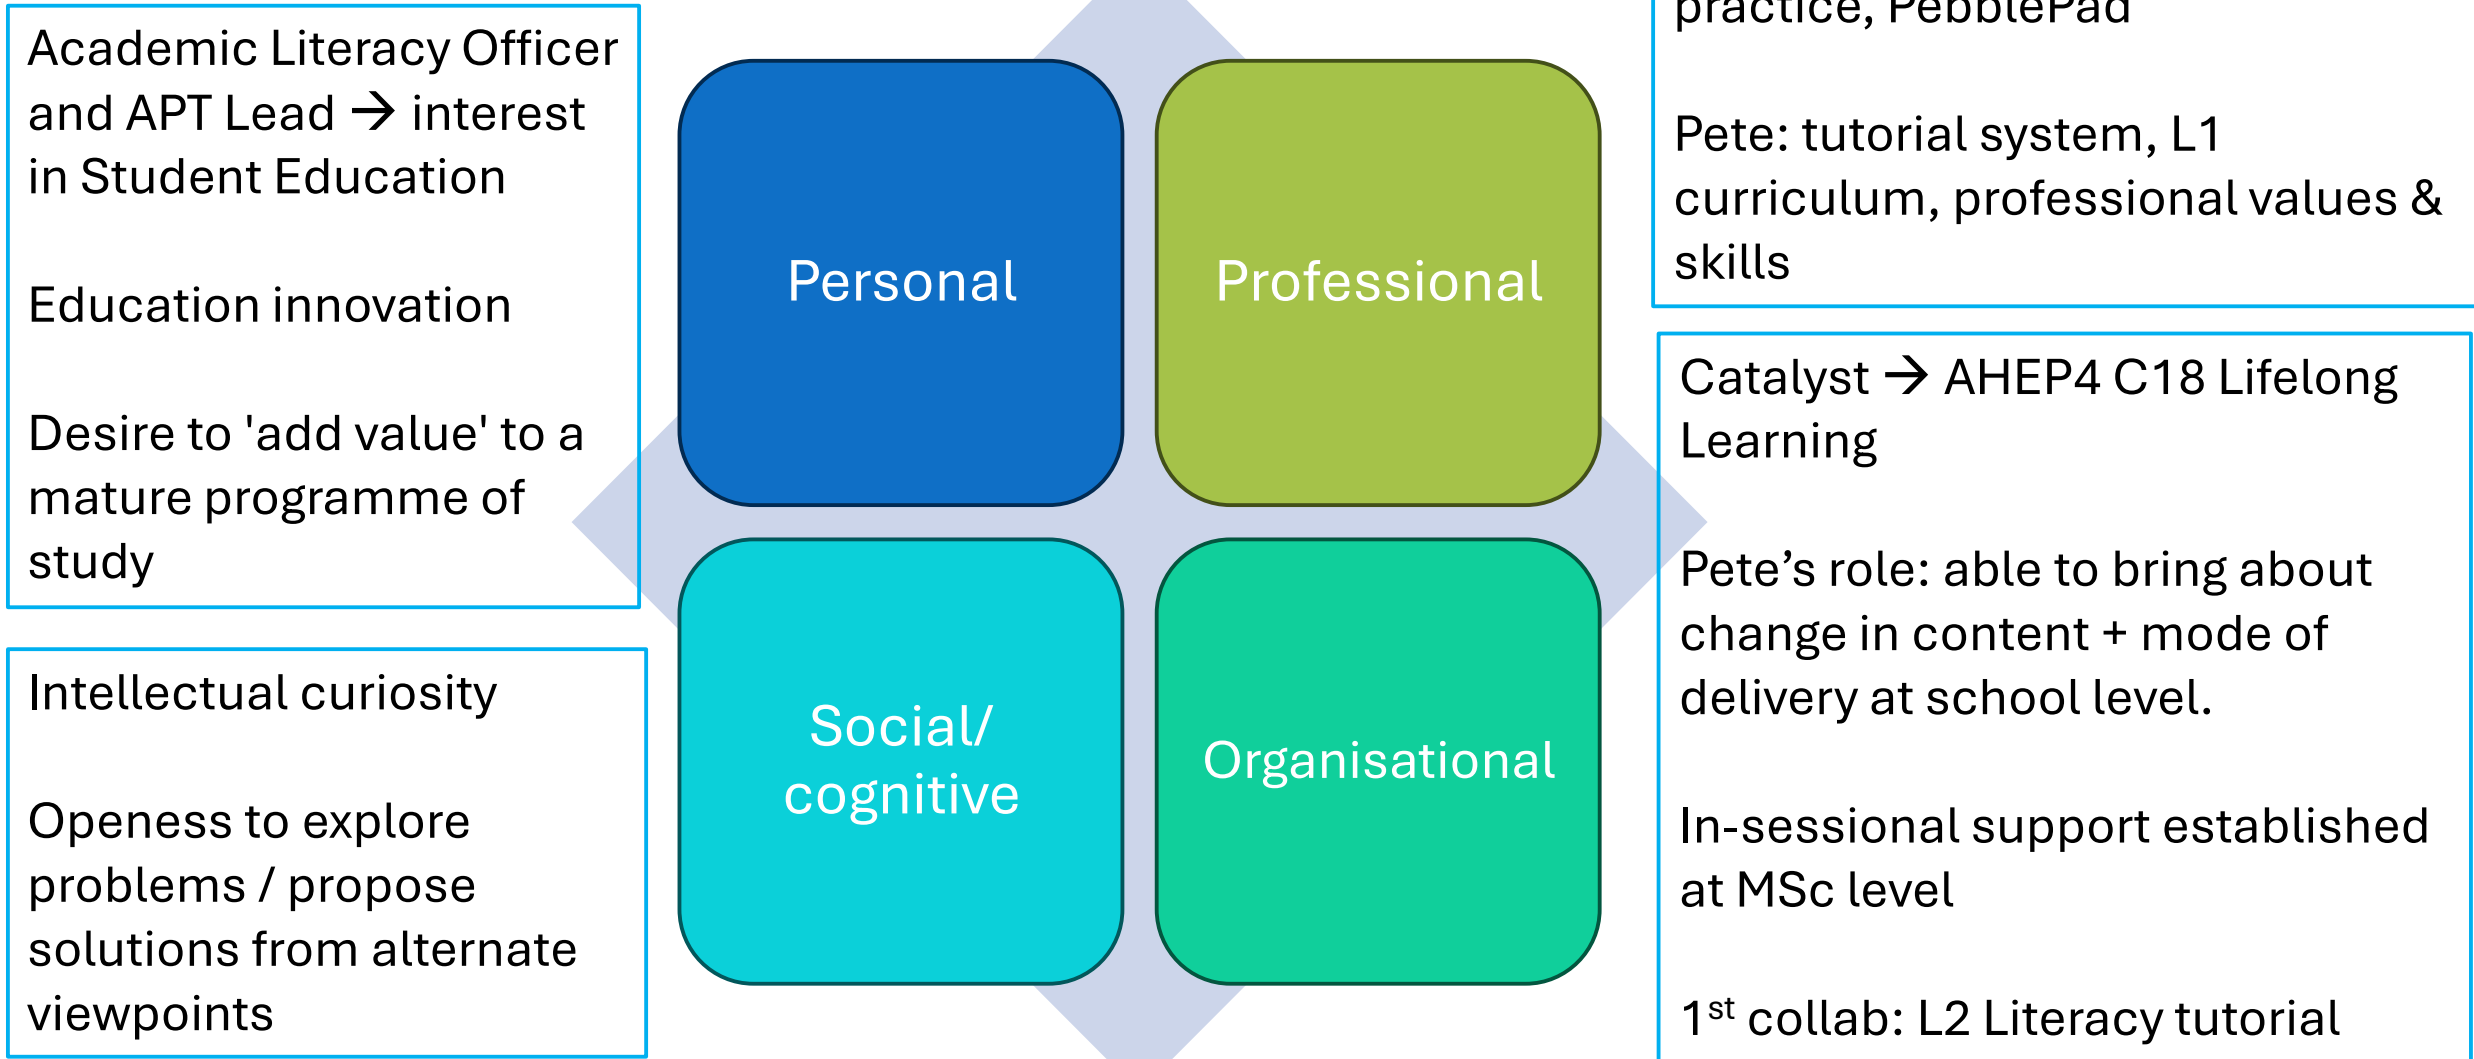 Academic Literacy Officer
and APT Lead → interest
in Student Education
Education innovation
Desire to 'add value' to a
mature programme of
study
Personal
Professional
practice, PebblePad
Pete: tutorial system, L1
curriculum, professional values &
skills
Intellectual curiosity
Openess to explore
problems / propose
solutions from alternate
viewpoints
Social/
cognitive
Organisational
Catalyst → AHEP4 C18 Lifelong
Learning
Pete’s role: able to bring about
change in content + mode of
delivery at school level.
In-sessional support established
at MSc level
1st collab: L2 Literacy tutorial